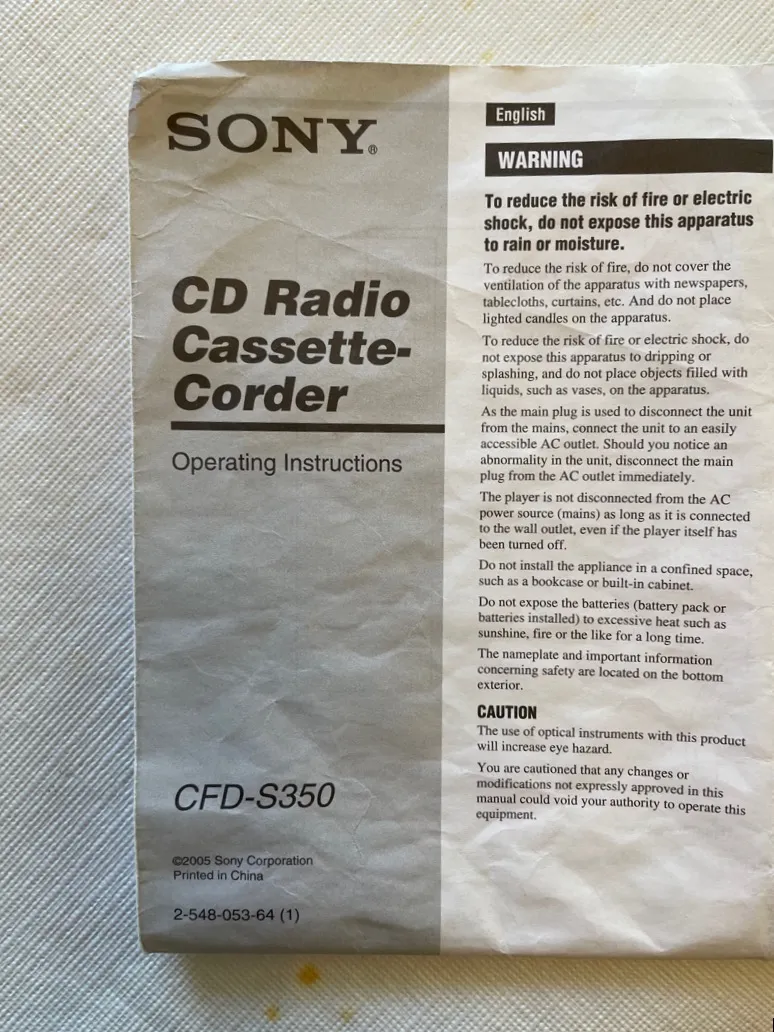 SONY®
CD Radio
Cassette-
Corder
Operating Instructions
CFD-S350
©2005 Sony Corporation
Printed in China
2-548-053-64 (1)
English
WARNING
To reduce the risk of fire or electric
shock, do not expose this apparatus
to rain or moisture.
To reduce the risk of fire, do not cover the
ventilation of the apparatus with newspapers,
tablecloths, curtains, etc. And do not place
lighted candles on the apparatus.
To reduce the risk of fire or electric shock, do
not expose this apparatus to dripping or
splashing, and do not place objects filled with
liquids, such as vases, on the apparatus.
As the main plug is used to disconnect the unit
from the mains, connect the unit to an easily
accessible AC outlet. Should you notice an
abnormality in the unit, disconnect the main
plug from the AC outlet immediately.
The player is not disconnected from the AC
power source (mains) as long as it is connected
to the wall outlet, even if the player itself has
been turned off.
Do not install the appliance in a confined space,
such as a bookcase or built-in cabinet.
Do not expose the batteries (battery pack or
batteries installed) to excessive heat such as
sunshine, fire or the like for a long time.
The nameplate and important information
concerning safety are located on the bottom
exterior.
CAUTION
The use of optical instruments with this product
will increase eye hazard.
You are cautioned that any changes or
modifications not expressly approved in this
manual could void your authority to operate this
equipment.